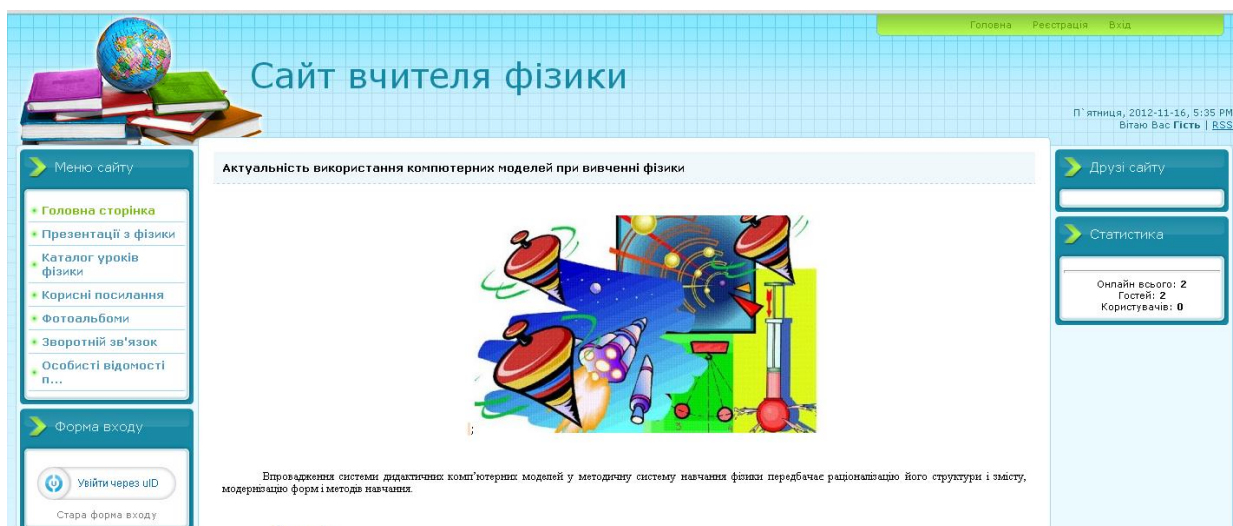 Головна Реєстрація Вхід
Сайт вчителя фізики
П`ятниця, 2012-11-16, 5:35 PM
Вітаю Вас Гість | RSS
Меню сайту
Головна сторінка
Презентації з фізики
Каталог уроків
фізики
Корисні посилання
Фотоальбоми
Зворотній зв'язок
Особисті відомості
п...
Форма входу
Увійти через uID
Стара форма входу
Актуальність використання компютерних моделей при вивченні фізики
;
Впровадження системи дидактичних комп’ютерних моделей у методичну систему навчання фізики передбачає раціоналізацію його структури і змісту,
модернізацію форм і методів навчання.
Друзі сайту
Статистика
Онлайн всього: 2
Гостей: 2
Користувачів: 0